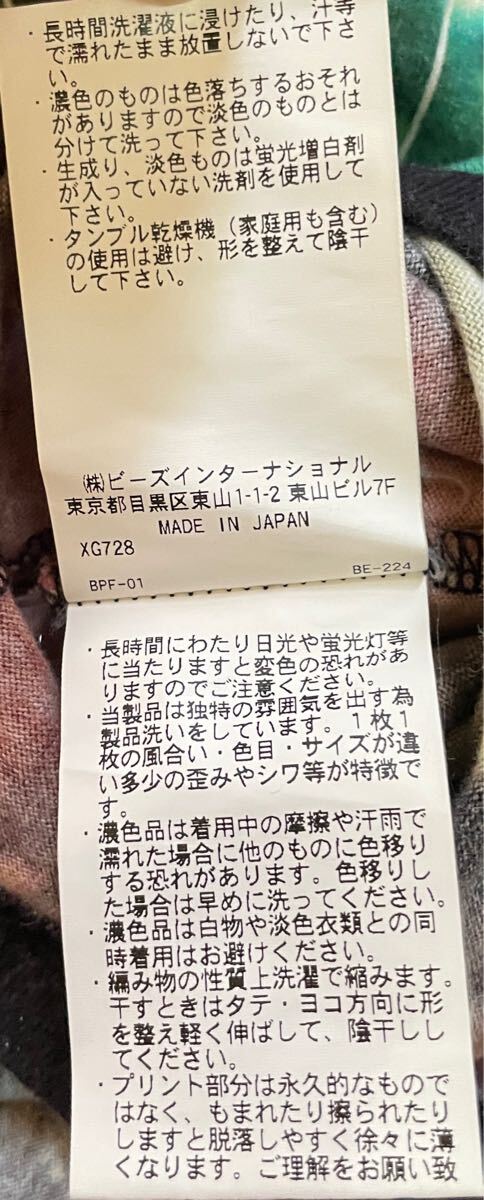 ・長時間洗濯液に浸けたり、汗等
で濡れたまま放置しないで下さ
い。
・濃色のものは色落ちするおそれ
がありますので淡色のものとは
分けて洗って下さい。
・生成り、淡色ものは蛍光増白剤
が入っていない洗剤を使用して
下さい。
・タンブル乾燥機(家庭用も含む)
の使用は避け、形を整えて陰干
して下さい。
㈱ビーズインターナショナル
東京都目黒区東山1-1-2 東山ビル7F
MADE IN JAPAN
XG728
BPF-01 BE-224
・長時間にわたり日光や蛍光灯等
に当たりますと変色の恐れがあ
りますのでご注意ください。
・当製品は独特の雰囲気を出す為
製品洗いをしています。1枚1
枚の風合い・色目・サイズが違
い多少の歪みやシワ等が特徴で
す。
・濃色品は着用中の摩擦や汗雨で
濡れた場合に他のものに色移り
する恐れがあります。色移りし
た場合は早めに洗ってください。
・濃色品は白物や淡色衣類との同
時着用はお避けください。
・編み物の性質上洗濯で縮みます。
干すときはタテ・ヨコ方向に形
を整え軽く伸ばして、陰干しし
てください。
・プリント部分は永久的なもので
はなく、もまれたり擦られたり
しますと脱落しやすく徐々に薄
くなります。ご理解をお願い致